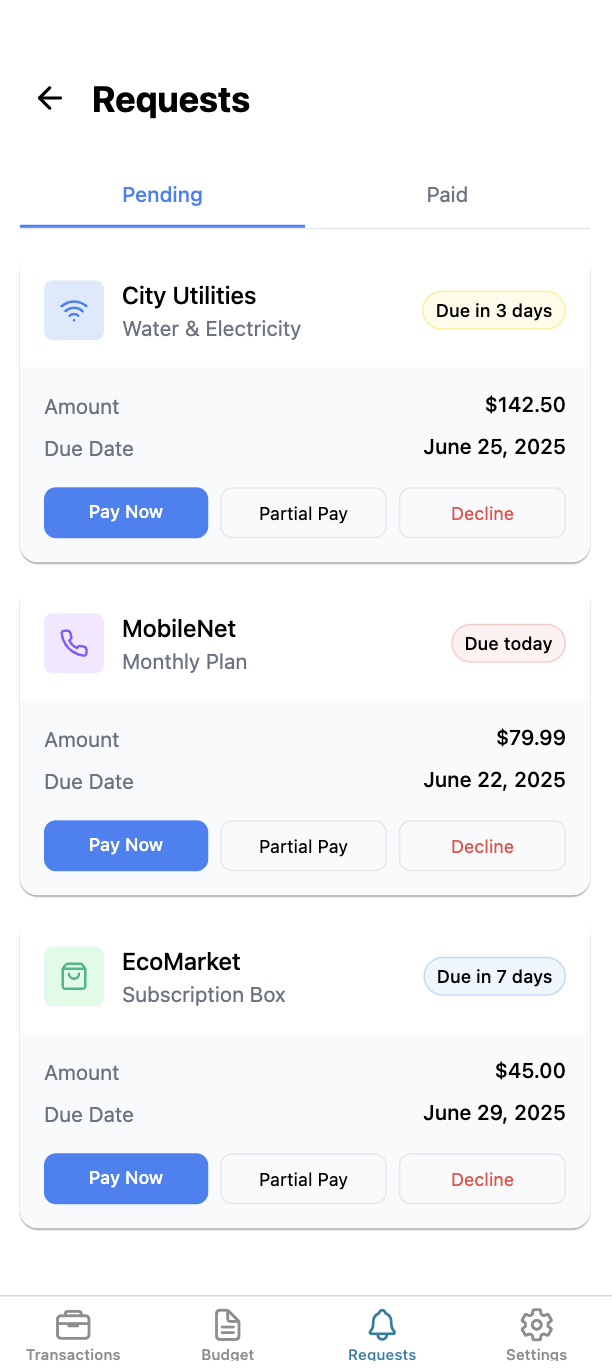 Requests
Pending Paid
City Utilities
Water & Electricity
Due in 3 days
Amount $142.50
Due Date June 25, 2025
Pay Now Partial Pay Decline
MobileNet
Monthly Plan
Due today
Amount $79.99
Due Date June 22, 2025
Pay Now Partial Pay Decline
EcoMarket
Subscription Box
Due in 7 days
Amount $45.00
Due Date June 29, 2025
Pay Now Partial Pay Decline
Transactions Budget Requests Settings